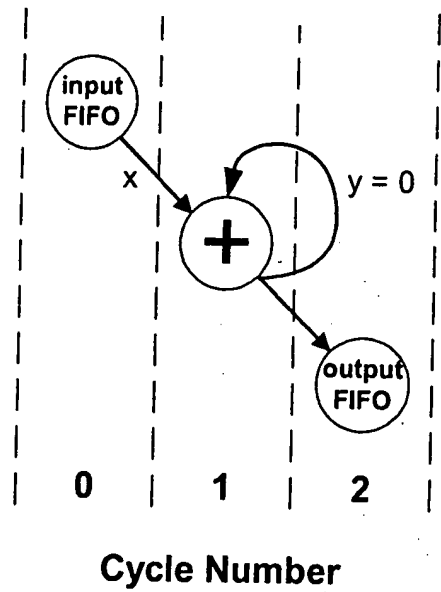 input
FIFO
x
y = 0
+
output
FIFO
0 1 2
Cycle Number